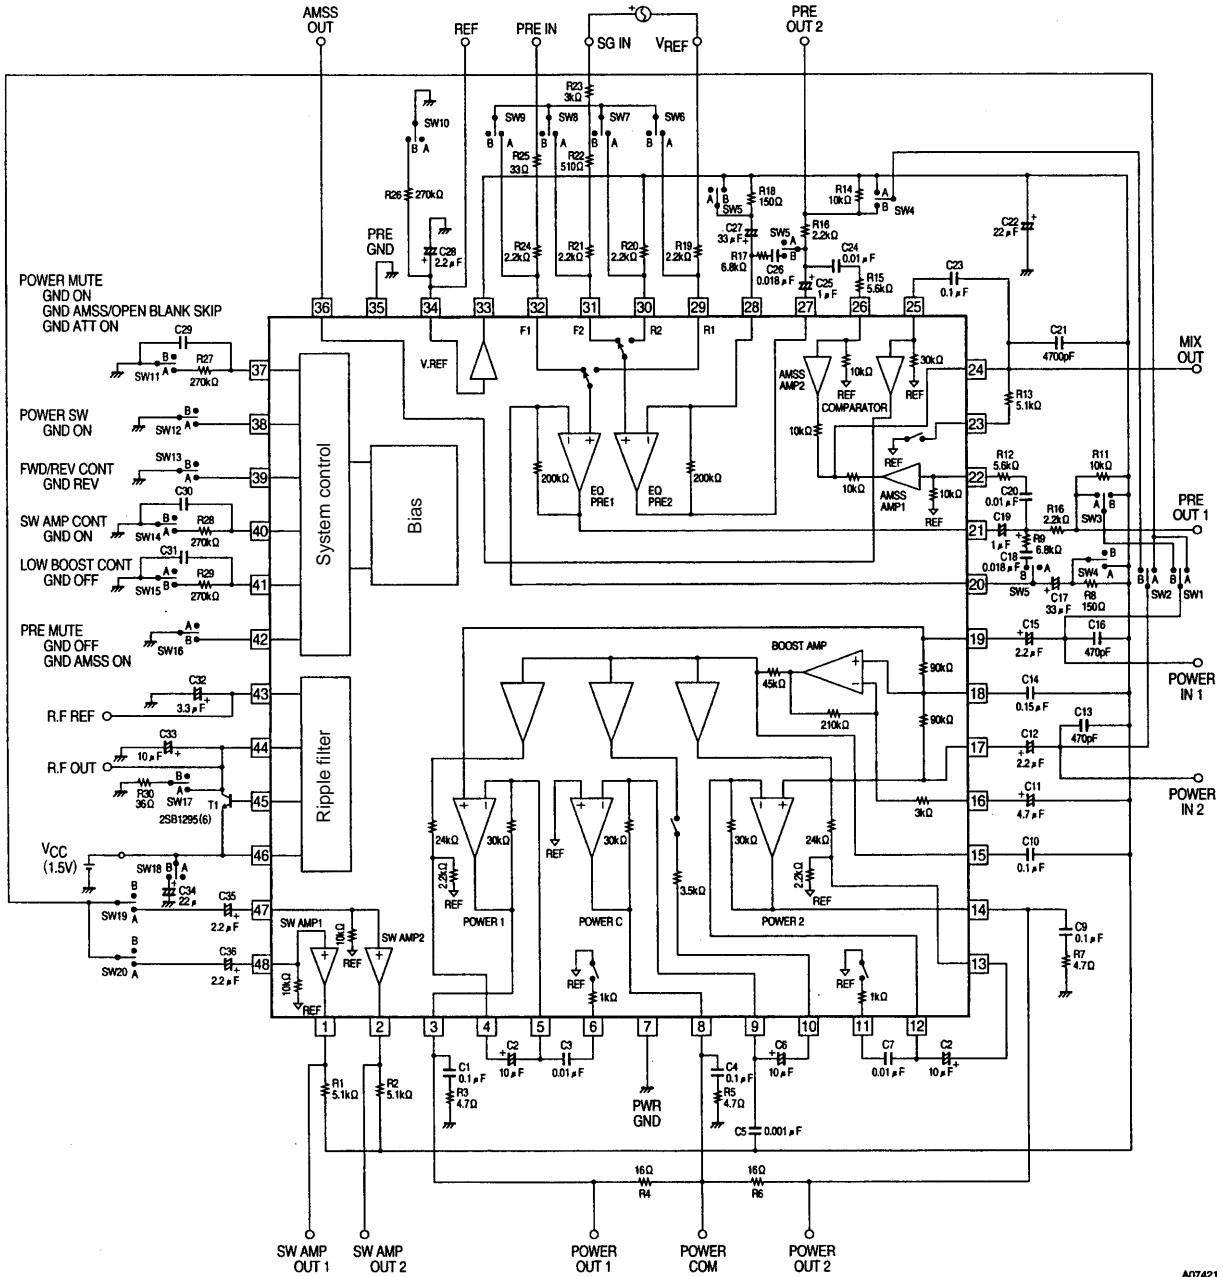 AMSS
OUT
REF
PRE IN
SG IN
+
VREF
PRE
OUT 2
R23
3kΩ
SW10
B A
SW9
B A
SW8
B A
SW7
B A
SW6
B A
R25
33Ω
R22
510Ω
R26
270kΩ
PRE
GND
C28
2.2μF
R24
2.2kΩ
R21
2.2kΩ
R20
2.2kΩ
R19
2.2kΩ
A B
SW5
R18
150Ω
C27
33μF
R17
6.8kΩ
SW5
A
B
C26
0.018μF
R14
10kΩ
A
B
SW4
R16
2.2kΩ
C24
0.01μF
R15
5.6kΩ
C25
1μF
C22
22μF
C23
0.1μF
POWER MUTE
GND ON
GND AMSS/OPEN BLANK SKIP
GND ATT ON
36
35
34
33
32
31
30
29
28
27
26
25
F1
F2
R2
R1
V.REF
C29
B
A
SW11
R27
270kΩ
37
AMSS
AMP2
10kΩ
REF
COMPARATOR
30kΩ
REF
24
C21
4700pF
MIX
OUT
R13
5.1kΩ
POWER SW
GND ON
B
A
SW12
38
System control
Bias
10kΩ
REF
23
FWD/REV CONT
GND REV
SW13
B
A
39
200kΩ
EQ
PRE1
EQ
PRE2
200kΩ
10kΩ
AMSS
AMP1
10kΩ
REF
22
R12
5.6kΩ
C20
0.01μF
R11
10kΩ
A B
SW3
SW AMP CONT
GND ON
C30
B
A
SW14
R28
270kΩ
40
21
C19
1μF
R16
2.2kΩ
PRE
OUT 1
R9
6.8kΩ
C18
0.018μF
LOW BOOST CONT
GND OFF
C31
A
B
SW15
R29
270kΩ
41
20
B A
SW5
C17
33μF
B
SW4
A
R8
150Ω
B A
SW2
B A
SW1
PRE MUTE
GND OFF
GND AMSS ON
A
B
SW16
42
19
C15
2.2μF
C16
470pF
POWER
IN 1
BOOST AMP
45kΩ
90kΩ
210kΩ
90kΩ
C32
3.3μF
R.F REF
43
18
C14
0.15μF
C33
10μF
R.F OUT
44
Ripple filter
17
C12
2.2μF
C13
470pF
POWER
IN 2
R30
36Ω
B
A
SW17
T1
2SB1295(6)
45
3kΩ
16
C11
4.7μF
VCC
(1.5V)
46
24kΩ
2.2kΩ
REF
30kΩ
REF
30kΩ
3.5kΩ
30kΩ
2.2kΩ
REF
24kΩ
15
C10
0.1μF
SW18
B A
C34
22μ
B
A
SW19
C35
2.2μF
47
SW AMP1
10kΩ
REF
SW AMP2
POWER 1
POWER C
POWER 2
14
C9
0.1μF
R7
4.7Ω
B
A
SW20
C36
2.2μF
48
10kΩ
REF
REF
1kΩ
REF
1kΩ
13
1
2
3
4
5
6
7
8
9
10
11
12
C2
10μF
C3
0.01μF
C6
10μF
C7
0.01μF
C2
10μF
R1
5.1kΩ
R2
5.1kΩ
C1
0.1μF
R3
4.7Ω
PWR
GND
C4
0.1μF
R5
4.7Ω
C5
0.001μF
16Ω
R4
16Ω
R6
SW AMP
OUT 1
SW AMP
OUT 2
POWER
OUT 1
POWER
COM
POWER
OUT 2
A07421